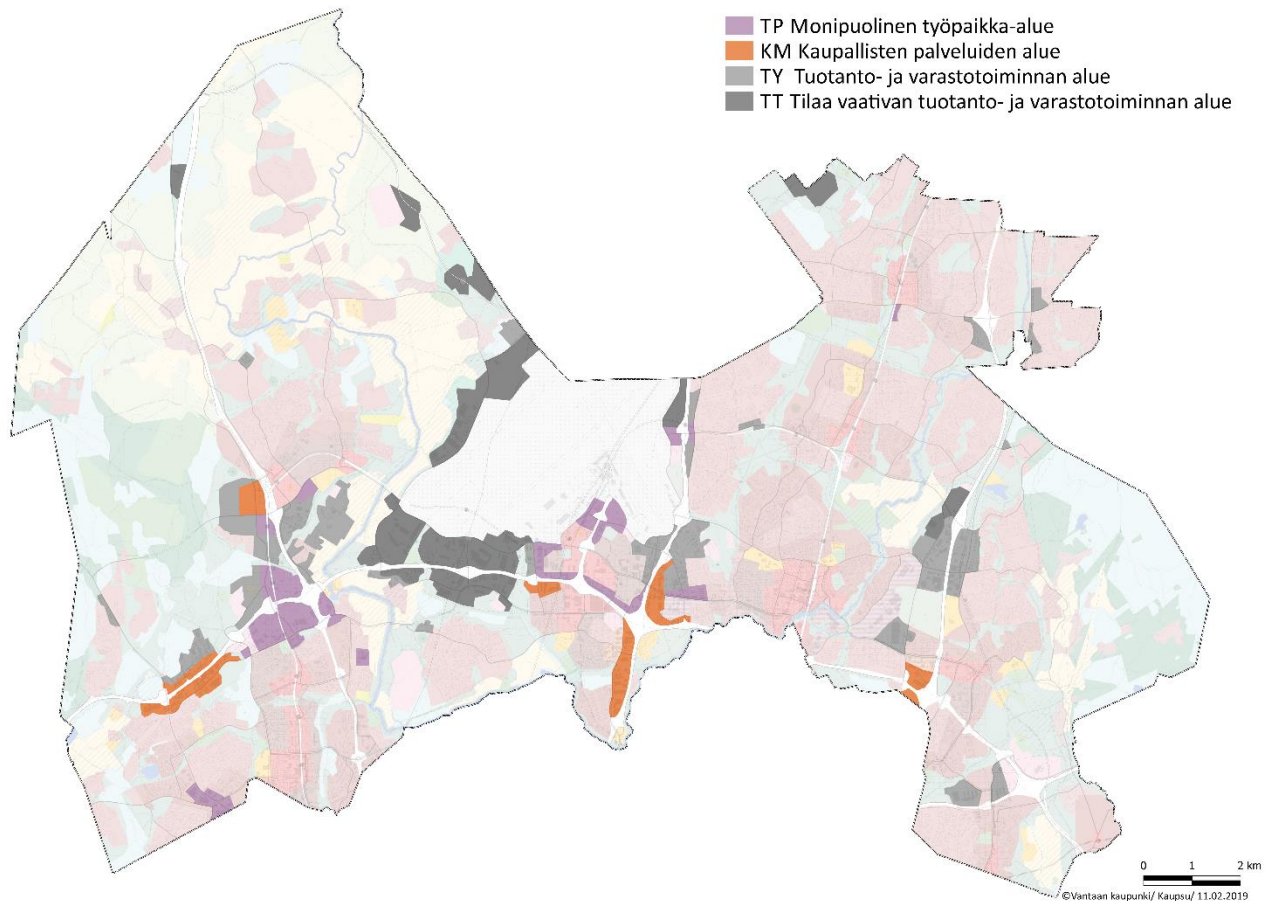 TP Monipuolinen työpaikka-alue
KM Kaupallisten palveluiden alue
TY Tuotanto- ja varastotoiminnan alue
TT Tilaa vaativan tuotanto- ja varastotoiminnan alue
0 1 2 km
©Vantaan kaupunki/ Kaupsu/ 11.02.2019